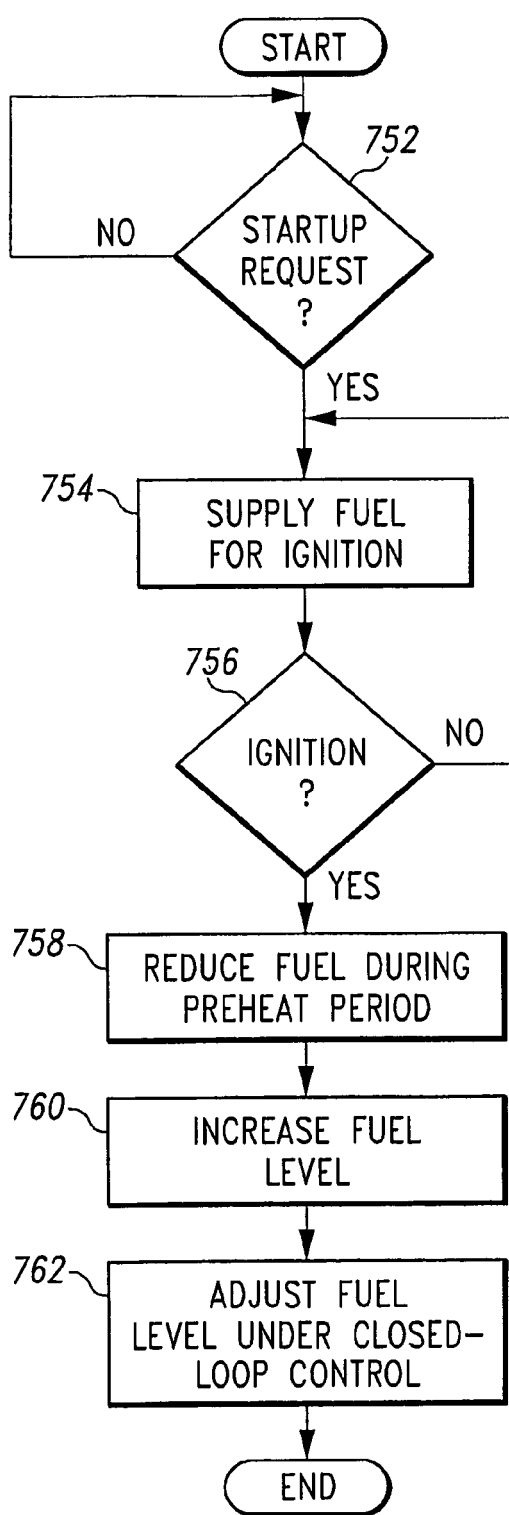 START
752
NO
STARTUP
REQUEST
?
YES
754
SUPPLY FUEL
FOR IGNITION
756
IGNITION
?
NO
YES
758
REDUCE FUEL DURING
PREHEAT PERIOD
760
INCREASE FUEL
LEVEL
762
ADJUST FUEL
LEVEL UNDER CLOSED-
LOOP CONTROL
END